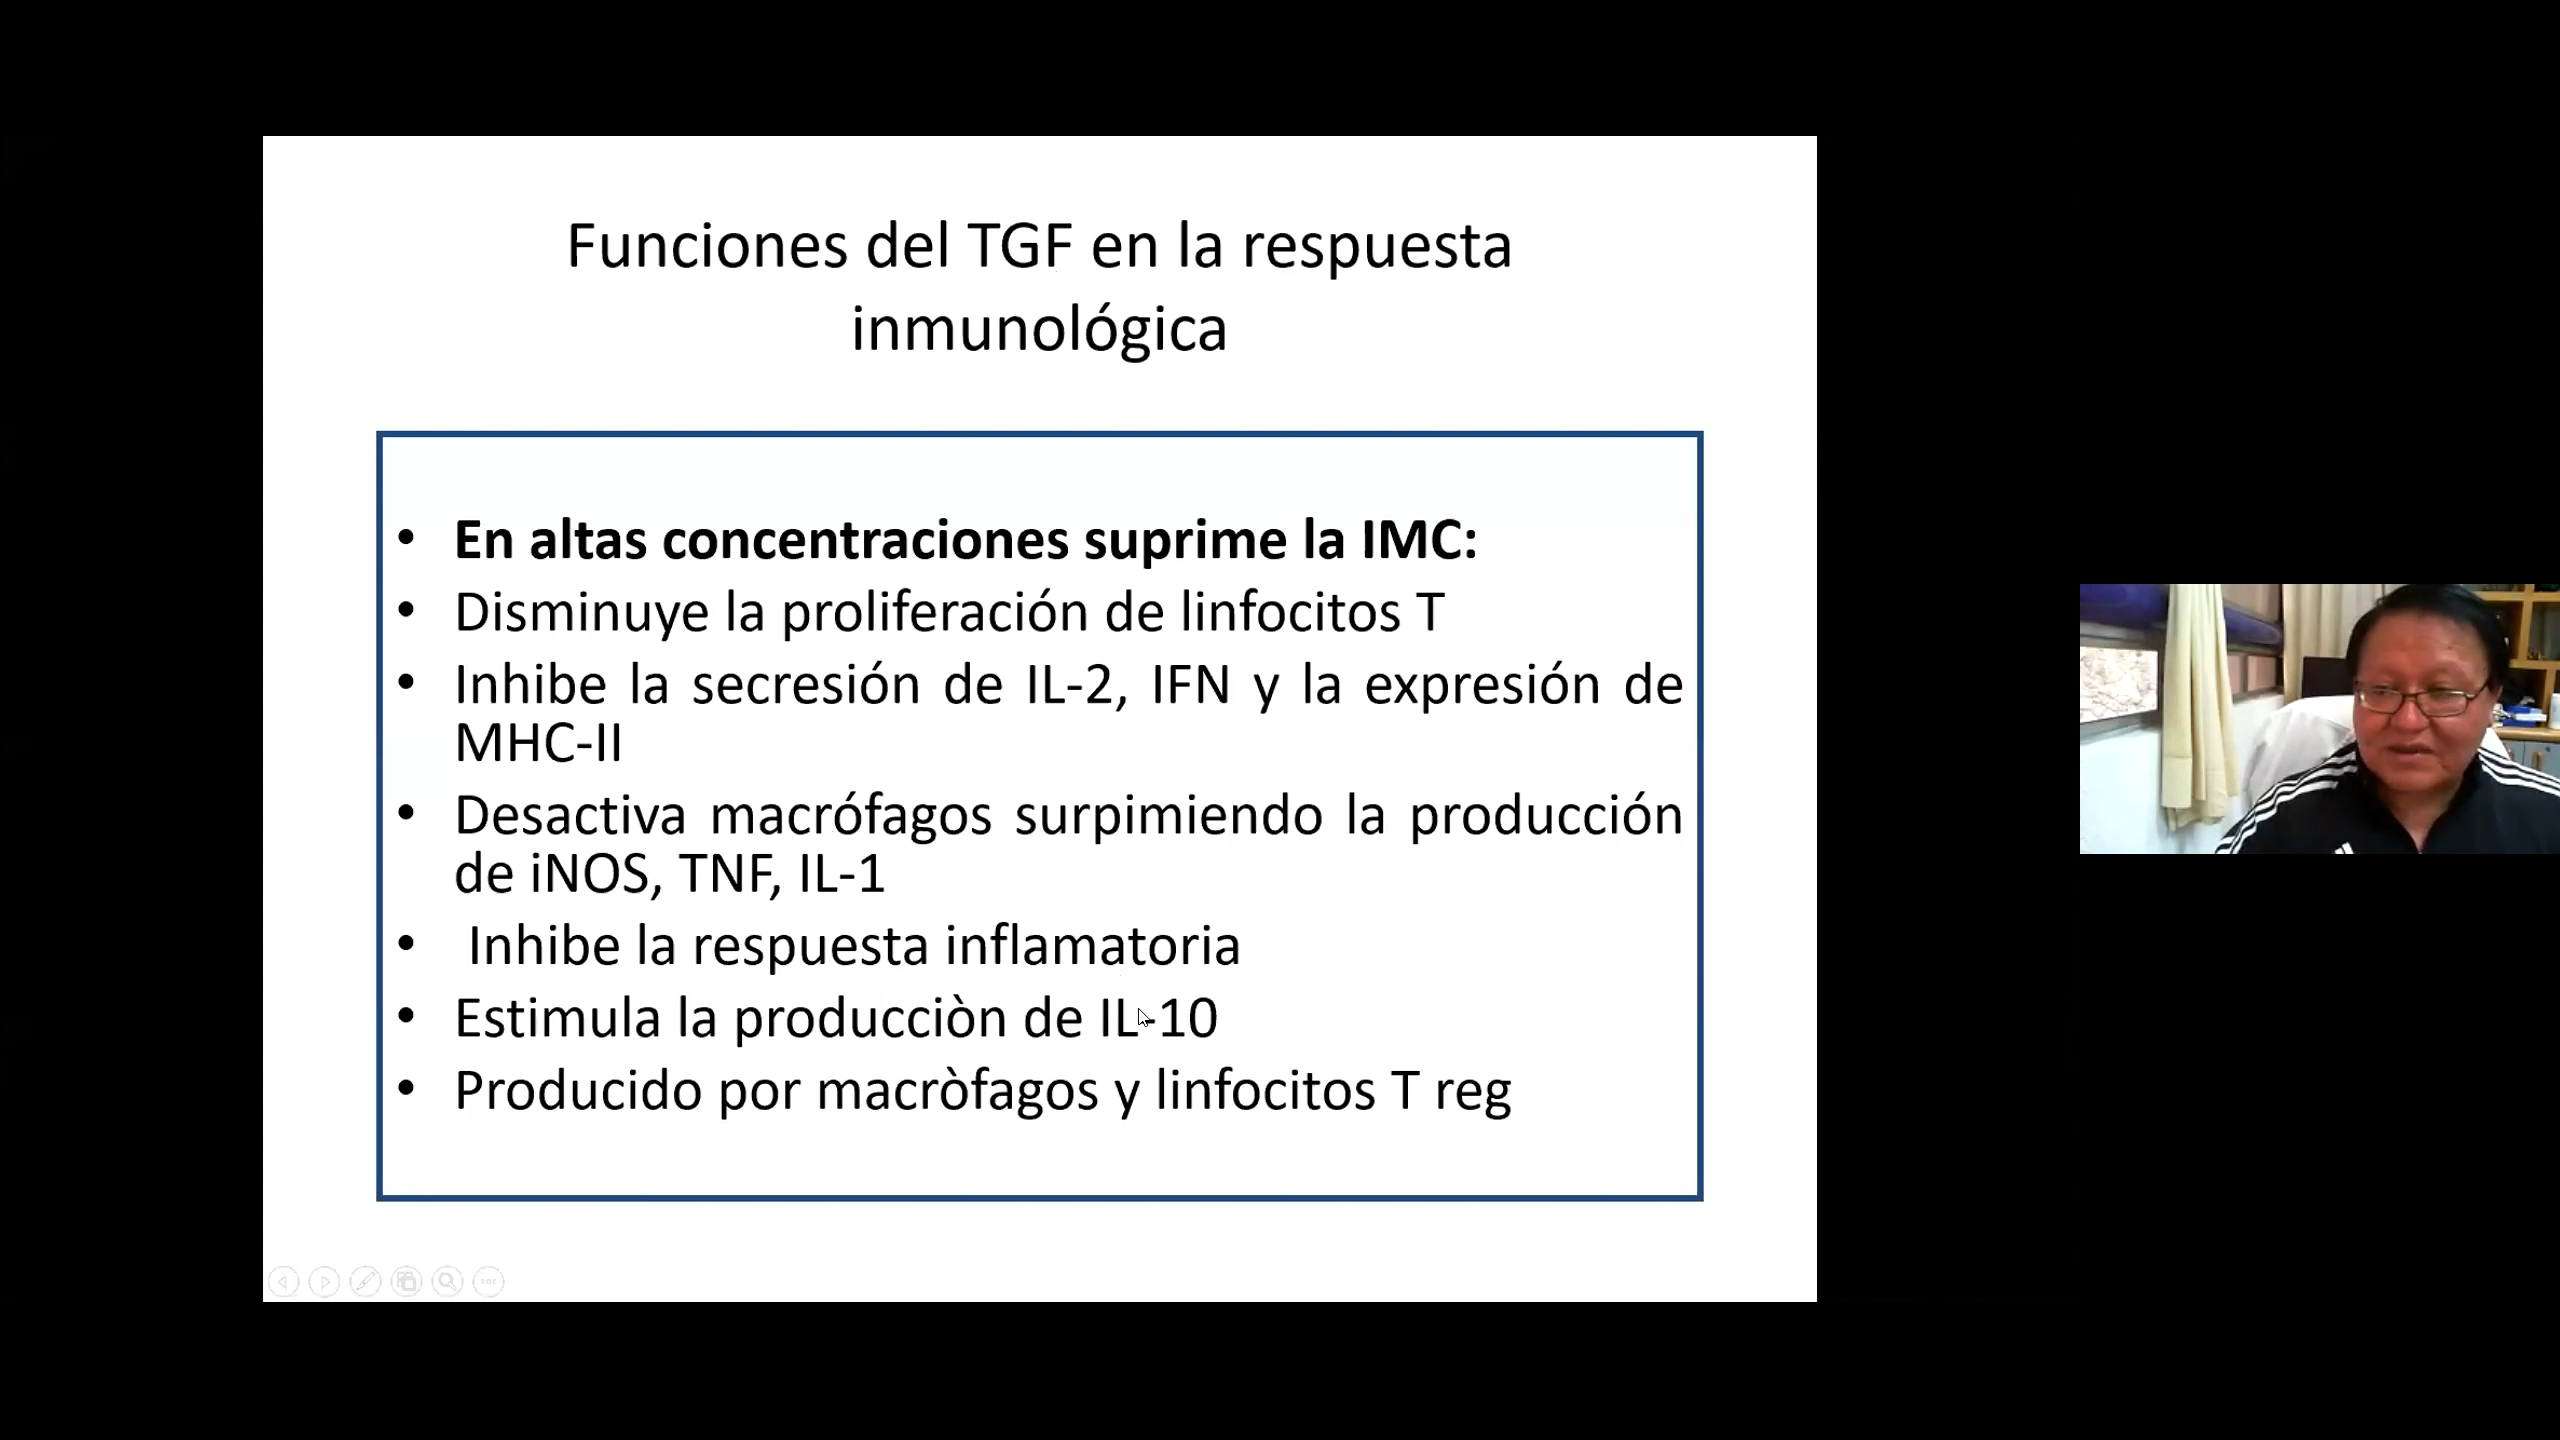 Funciones del TGF en la respuesta
inmunológica
• En altas concentraciones suprime la IMC:
• Disminuye la proliferación de linfocitos T
• Inhibe la secresión de IL-2, IFN y la expresión de
MHC-II
• Desactiva macrófagos surpimiendo la producción
de iNOS, TNF, IL-1
• Inhibe la respuesta inflamatoria
• Estimula la producciòn de IL-10
• Producido por macròfagos y linfocitos T reg